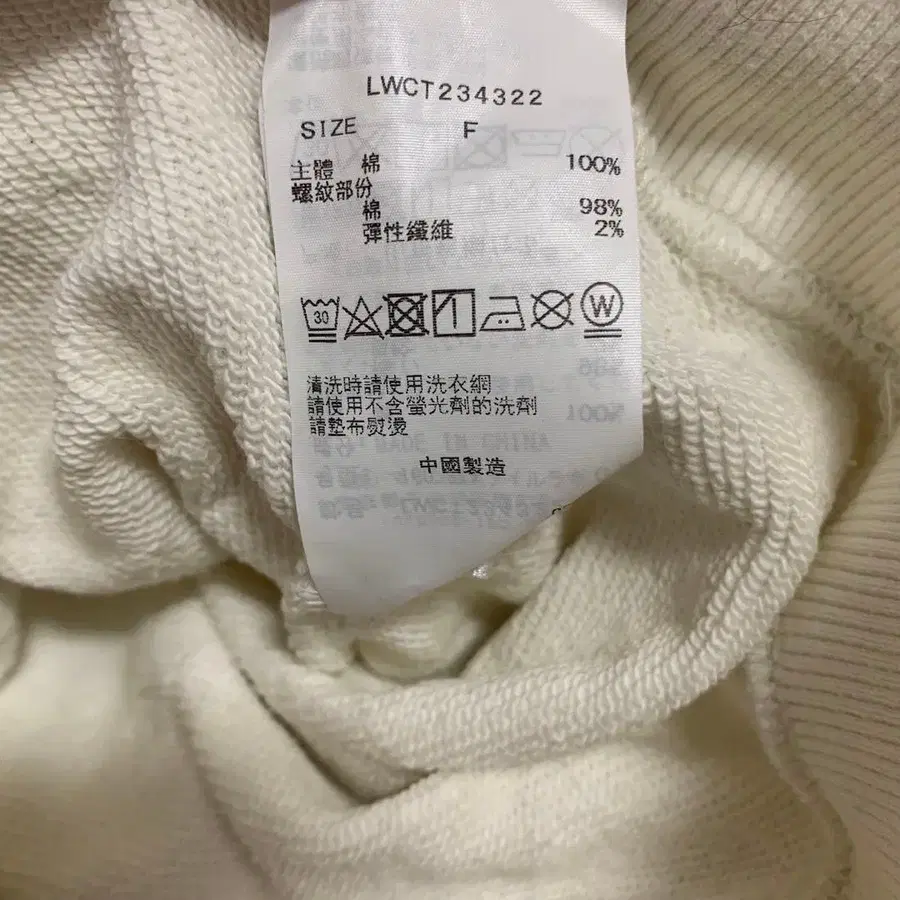 LWCT234322
SIZE F
主體 棉 100%
螺紋部份
棉 98%
彈性纖維 2%
30 W
清洗時請使用洗衣網
請使用不含螢光劑的洗劑
請墊布熨燙
中國製造